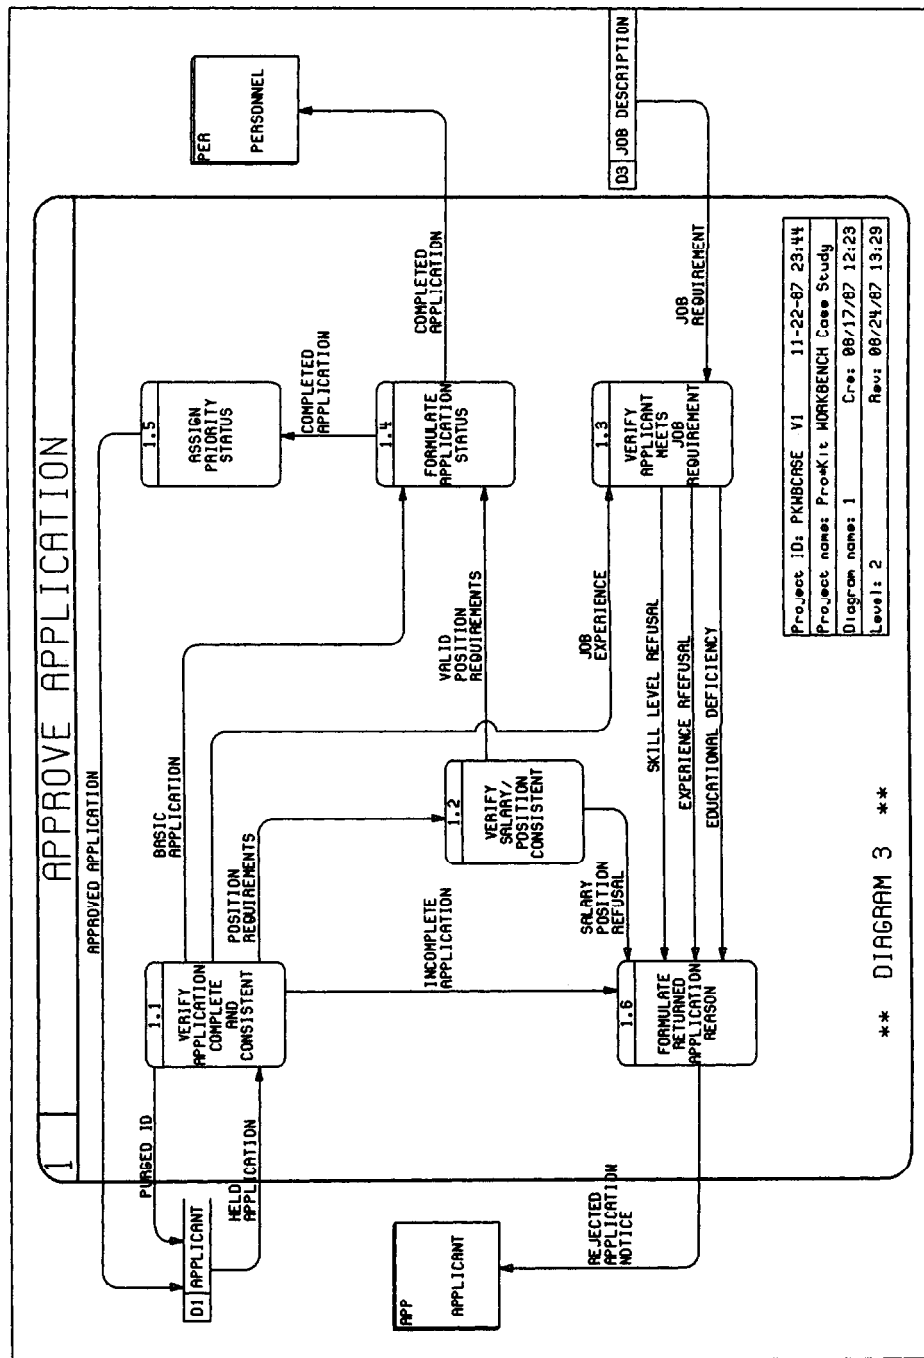 1
APPROVE APPLICATION
APPROVED APPLICATION
PURGED ID
D1 APPLICANT
HELD
APPLICATION
1.1
VERIFY
APPLICATION
COMPLETE
AND
CONSISTENT
BASIC
APPLICATION
POSITION
REQUIREMENTS
1.5
ASSIGN
PRIORITY
STATUS
COMPLETED
APPLICATION
PER
PERSONNEL
1.4
FORMULATE
APPLICATION
STATUS
COMPLETED
APPLICATION
INCOMPLETE
APPLICATION
1.2
VERIFY
SALARY/
POSITION
CONSISTENT
VALID
POSITION
REQUIREMENTS
APP
APPLICANT
SALARY
POSITION
REFUSAL
JOB
EXPERIENCE
1.3
VERIFY
APPLICANT
MEETS
JOB
REQUIREMENT
D3 JOB DESCRIPTION
JOB
REQUIREMENT
REJECTED
APPLICATION
NOTICE
1.6
FORMULATE
RETURNED
APPLICATION
REASON
SKILL LEVEL REFUSAL
EXPERIENCE RFEFUSAL
EDUCATIONAL DEFICIENCY
Project ID: PKWBCASE V1 11-22-87 23:44
Project name: Pro*Kit WORKBENCH Case Study
Diagram name: 1 Cre: 08/17/87 12:23
Level: 2 Rev: 08/24/87 13:29
** DIAGRAM 3 **